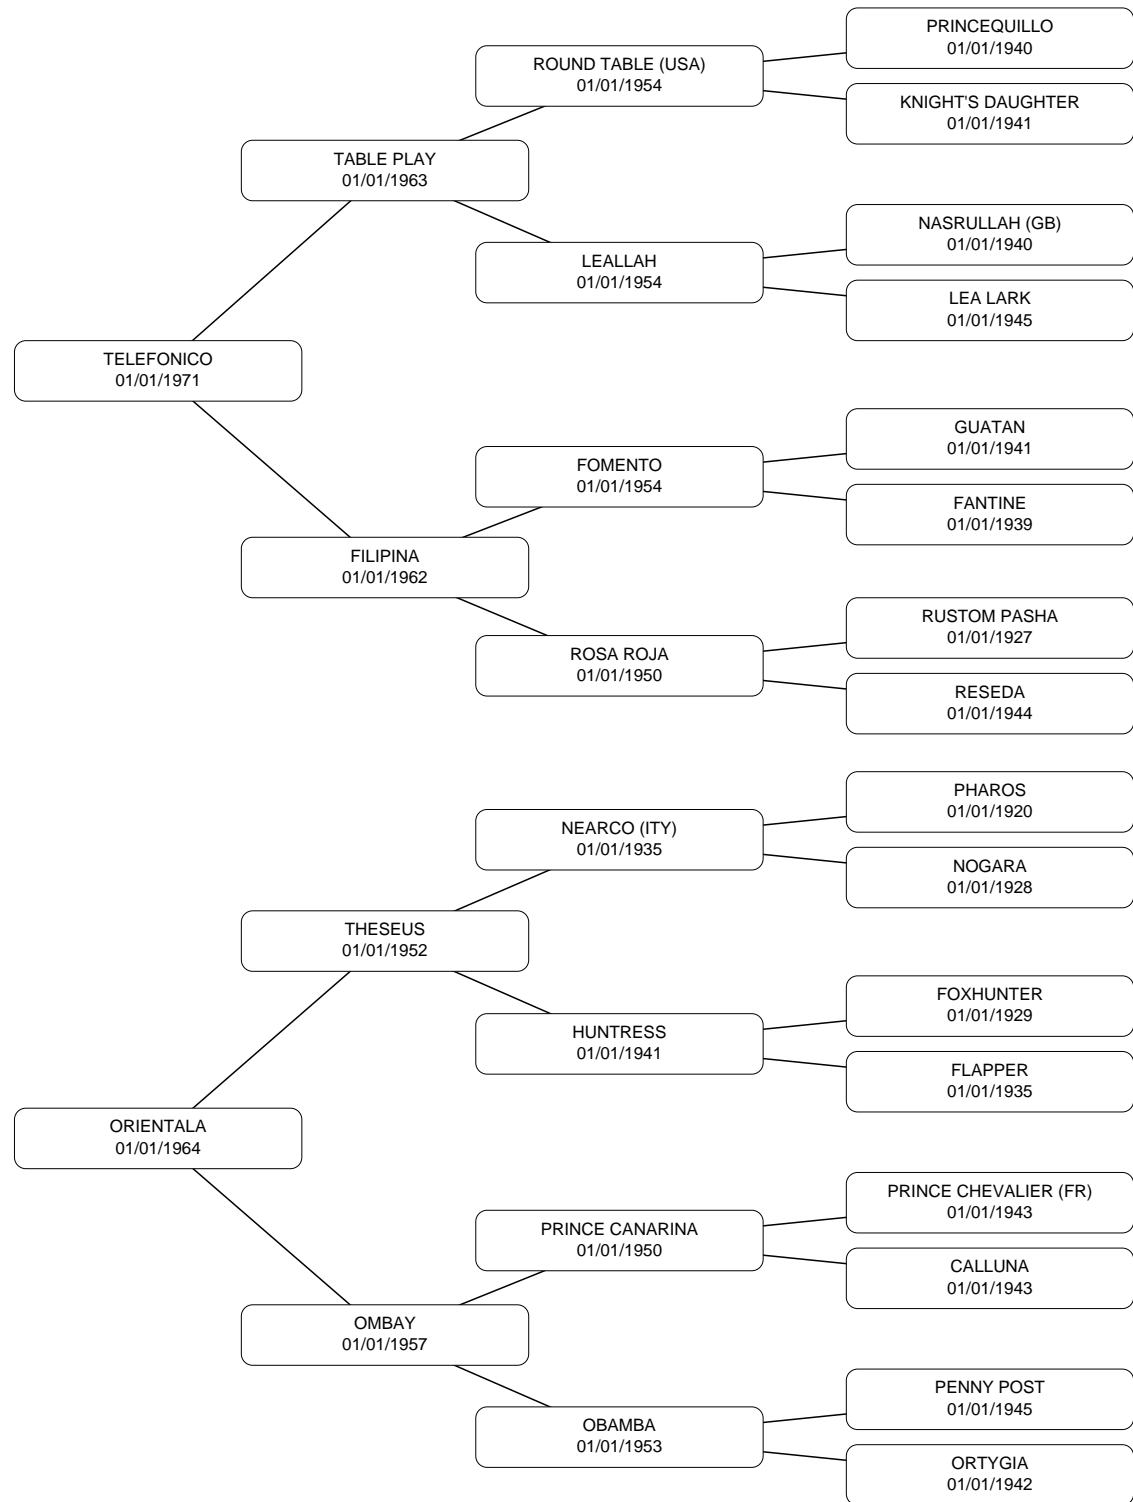 PRINCEQUILLO
01/01/1940
ROUND TABLE (USA)
01/01/1954
KNIGHT'S DAUGHTER
01/01/1941
TABLE PLAY
01/01/1963
NASRULLAH (GB)
01/01/1940
LEALLAH
01/01/1954
LEA LARK
01/01/1945
TELEFONICO
01/01/1971
GUATAN
01/01/1941
FOMENTO
01/01/1954
FANTINE
01/01/1939
FILIPINA
01/01/1962
RUSTOM PASHA
01/01/1927
ROSA ROJA
01/01/1950
RESEDA
01/01/1944
PHAROS
01/01/1920
NEARCO (ITY)
01/01/1935
NOGARA
01/01/1928
THESEUS
01/01/1952
FOXHUNTER
01/01/1929
HUNTRESS
01/01/1941
FLAPPER
01/01/1935
ORIENTALA
01/01/1964
PRINCE CHEVALIER (FR)
01/01/1943
PRINCE CANARINA
01/01/1950
CALLUNA
01/01/1943
OMBAY
01/01/1957
PENNY POST
01/01/1945
OBAMBA
01/01/1953
ORTYGIA
01/01/1942